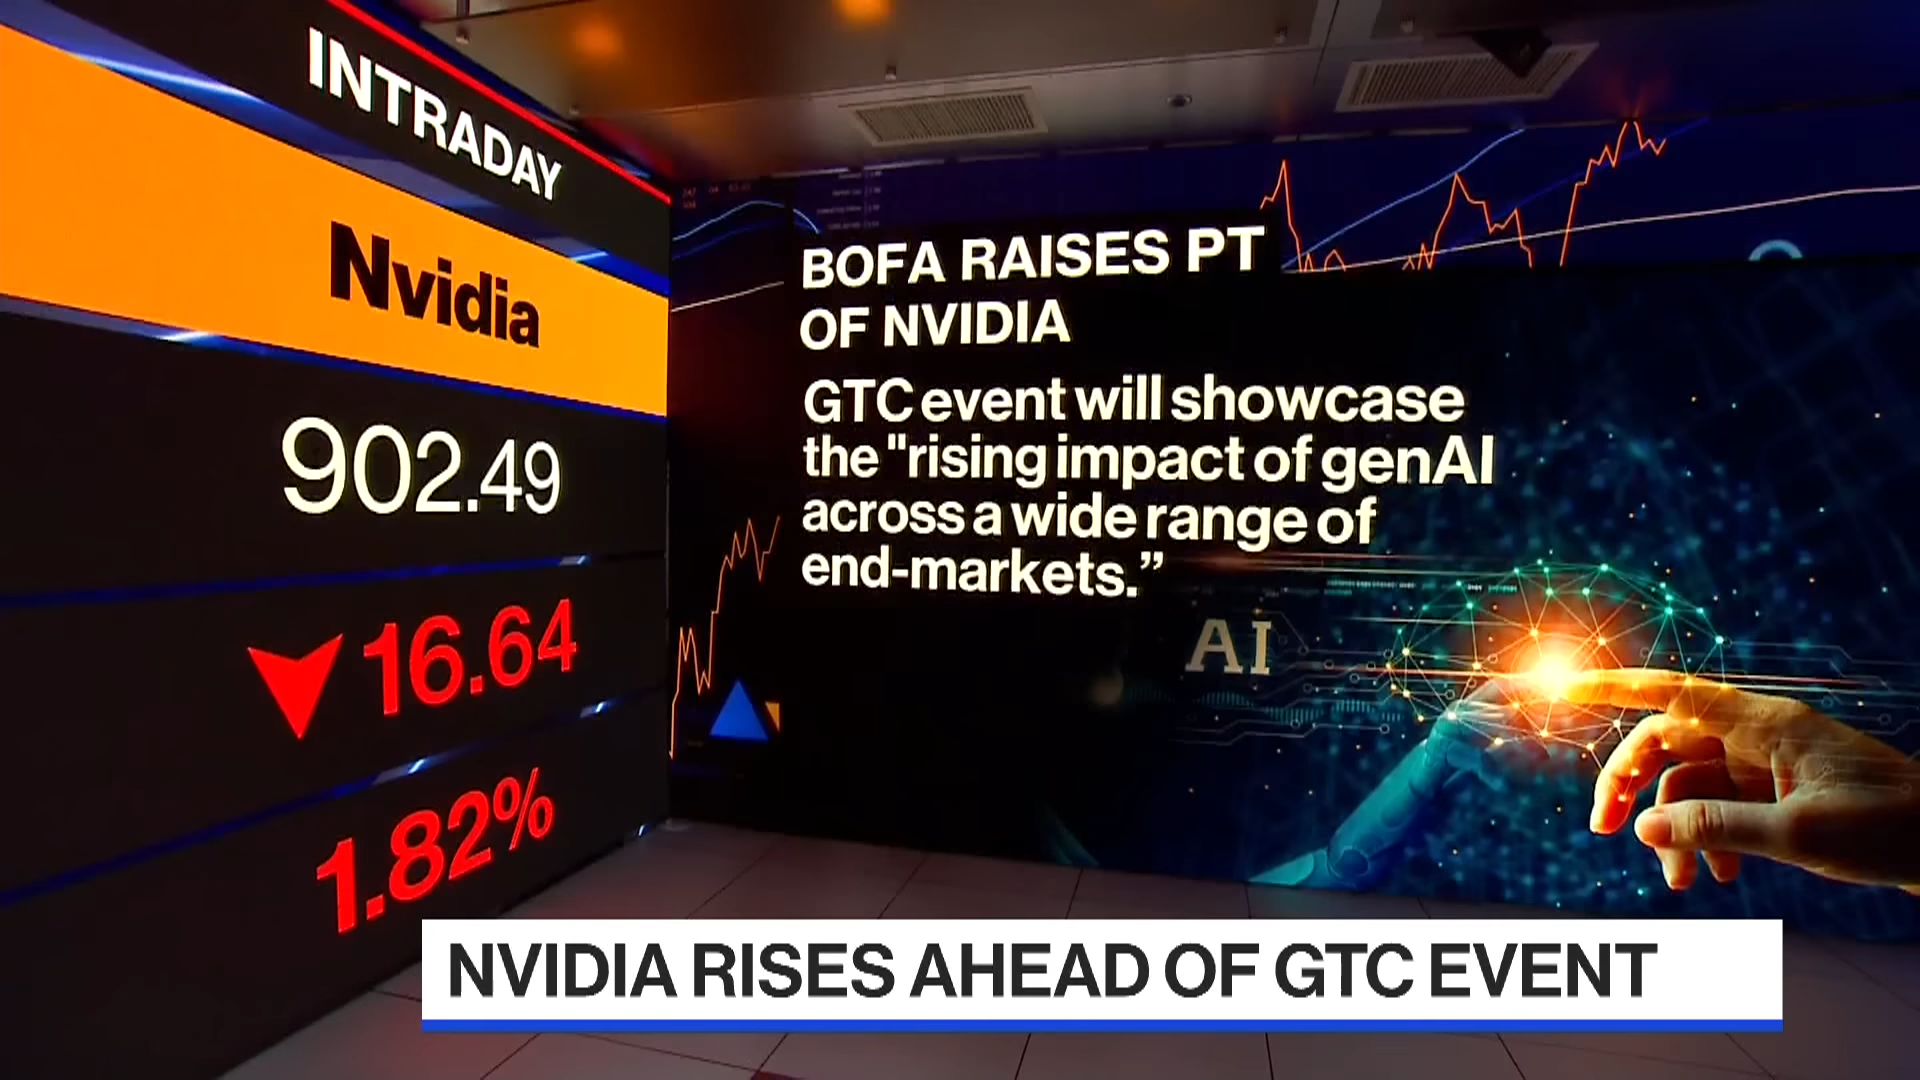 INTRADAY
Nvidia
902.49
16.64
1.82%
BOFA RAISES PT
OF NVIDIA
GTC event will showcase
the "rising impact of genAI
across a wide range of
end-markets.”
AI
NVIDIA RISES AHEAD OF GTC EVENT